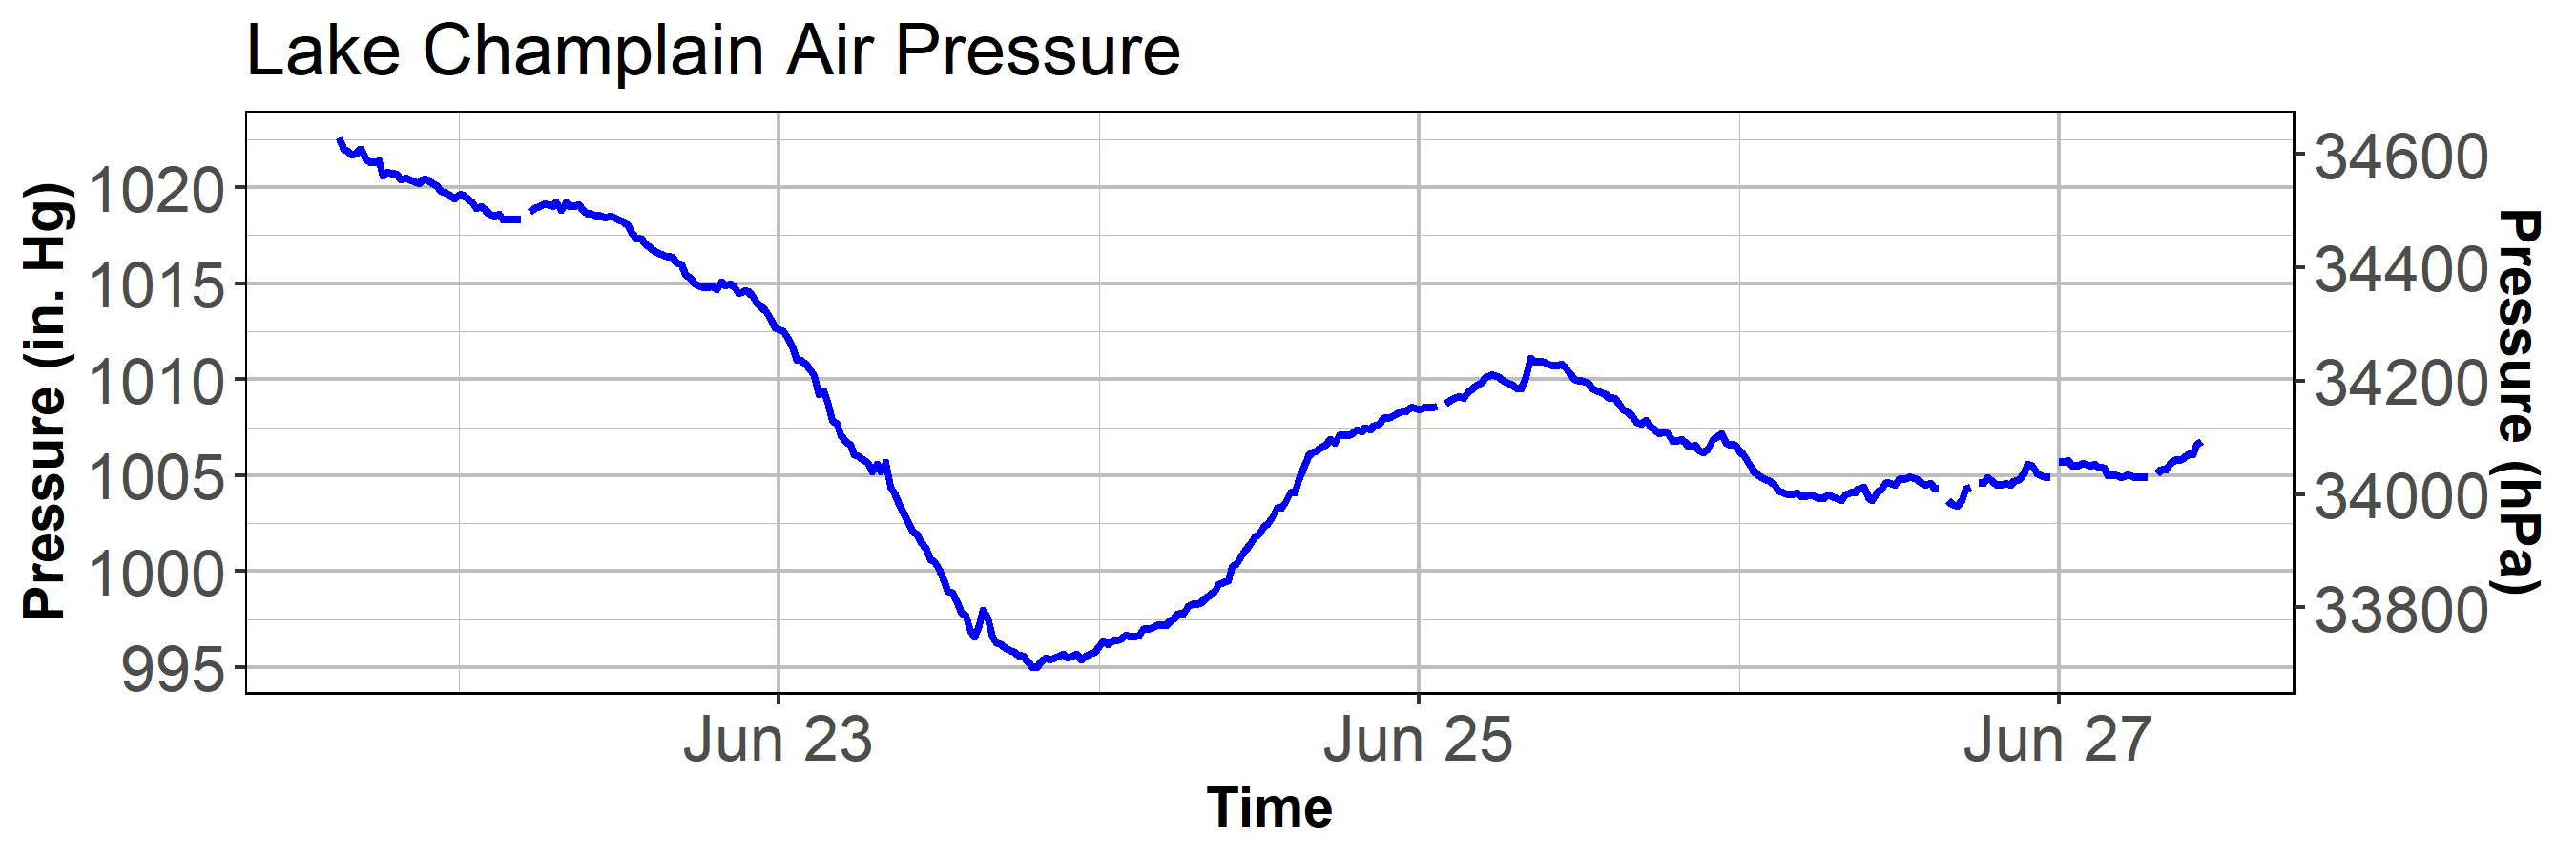 Lake Champlain Air Pressure
Pressure (in. Hg)
1020
1015
1010
1005
1000
995
34600
34400
34200
34000
33800
Pressure (hPa)
Jun 23
Jun 25
Jun 27
Time